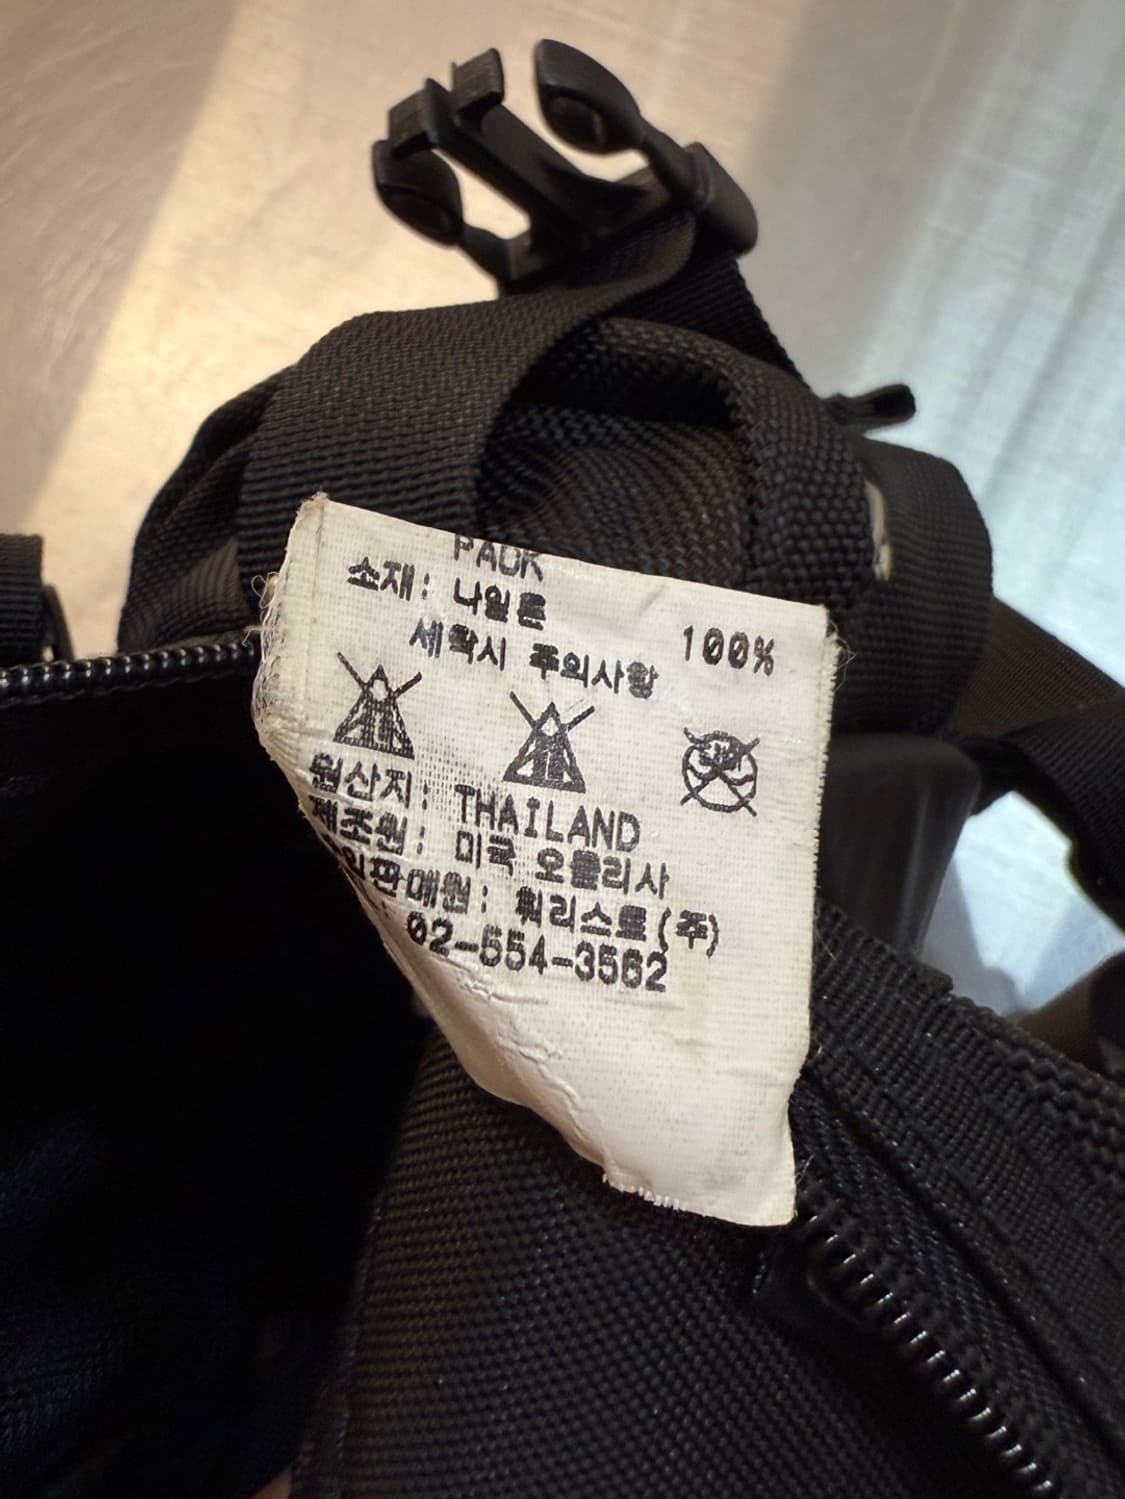 PACK
소재: 나일론 100%
세탁시 주의사항
원산지: THAILAND
제조원: 미국 오클리사
판매원: 훠리스트(주)
: 02-554-3562